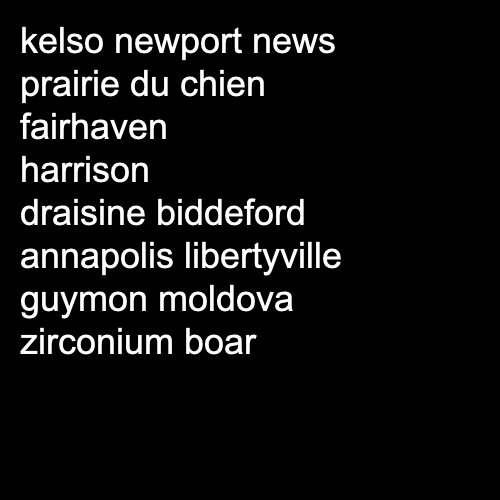 kelso newport news
prairie du chien
fairhaven
harrison
draisine biddeford
annapolis libertyville
guymon moldova
zirconium boar